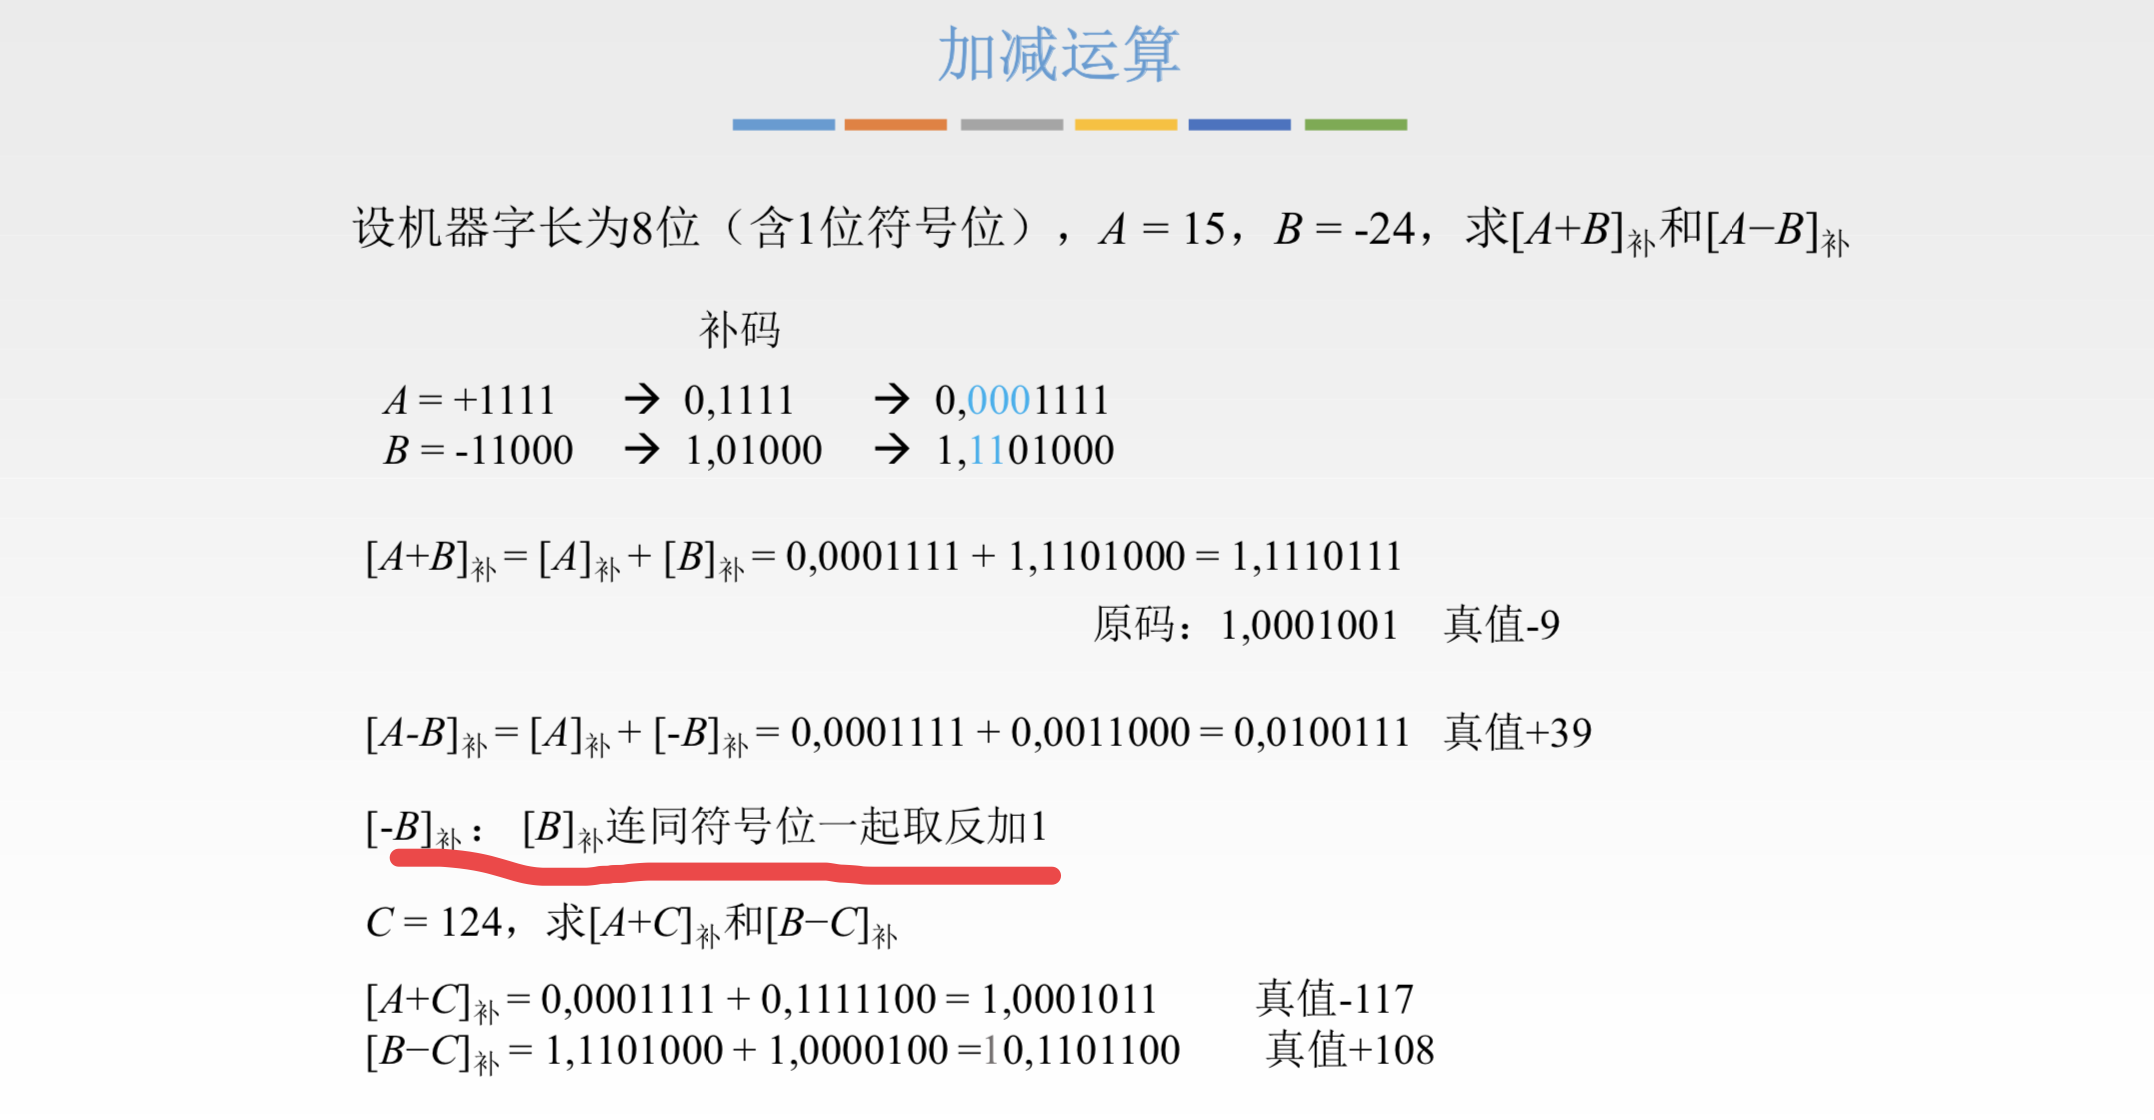 加减运算
设机器字长为8位（含1位符号位），A = 15，B = -24，求[A+B]补和[A−B]补
补码
A = +1111 → 0,1111 → 0,0001111
B = -11000 → 1,01000 → 1,1101000
[A+B]补 = [A]补 + [B]补 = 0,0001111 + 1,1101000 = 1,1110111
原码：1,0001001 真值-9
[A-B]补 = [A]补 + [-B]补 = 0,0001111 + 0,0011000 = 0,0100111 真值+39
[-B]补： [B]补连同符号位一起取反加1
C = 124，求[A+C]补和[B−C]补
[A+C]补 = 0,0001111 + 0,1111100 = 1,0001011 真值-117
[B−C]补 = 1,1101000 + 1,0000100 =10,1101100 真值+108